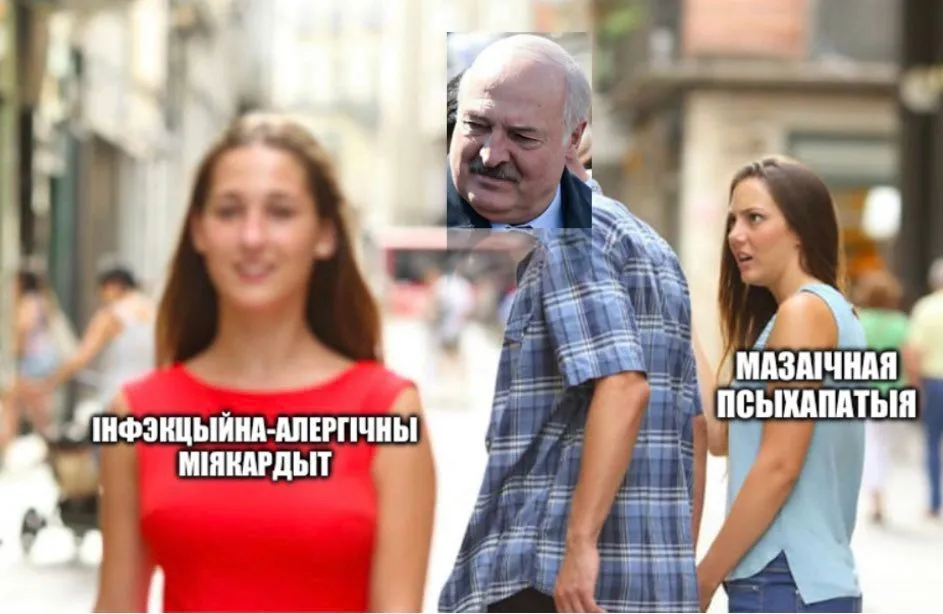 ІНФЭКЦЫЙНА-АЛЕРГІЧНЫ
МІЯКАРДЫТ
МАЗАІЧНАЯ
ПСЫХАПАТЫЯ